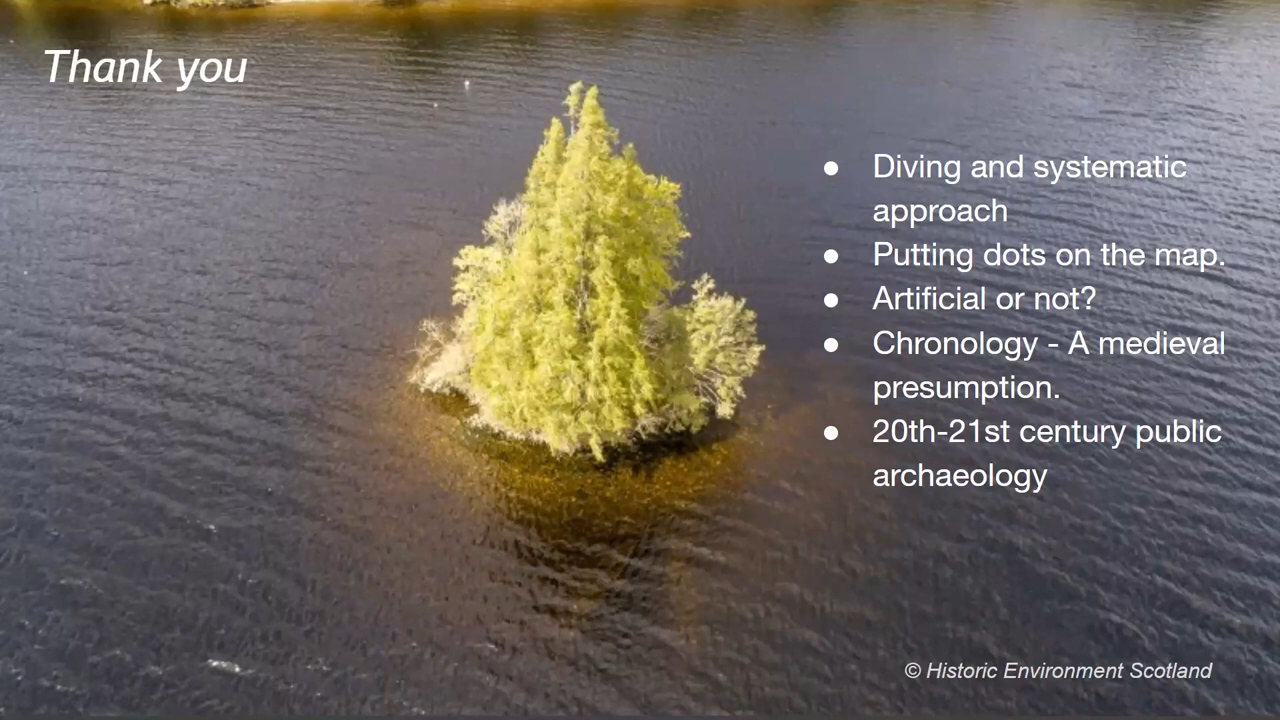 Thank you
● Diving and systematic
approach
● Putting dots on the map.
● Artificial or not?
● Chronology - A medieval
presumption.
● 20th-21st century public
archaeology
© Historic Environment Scotland